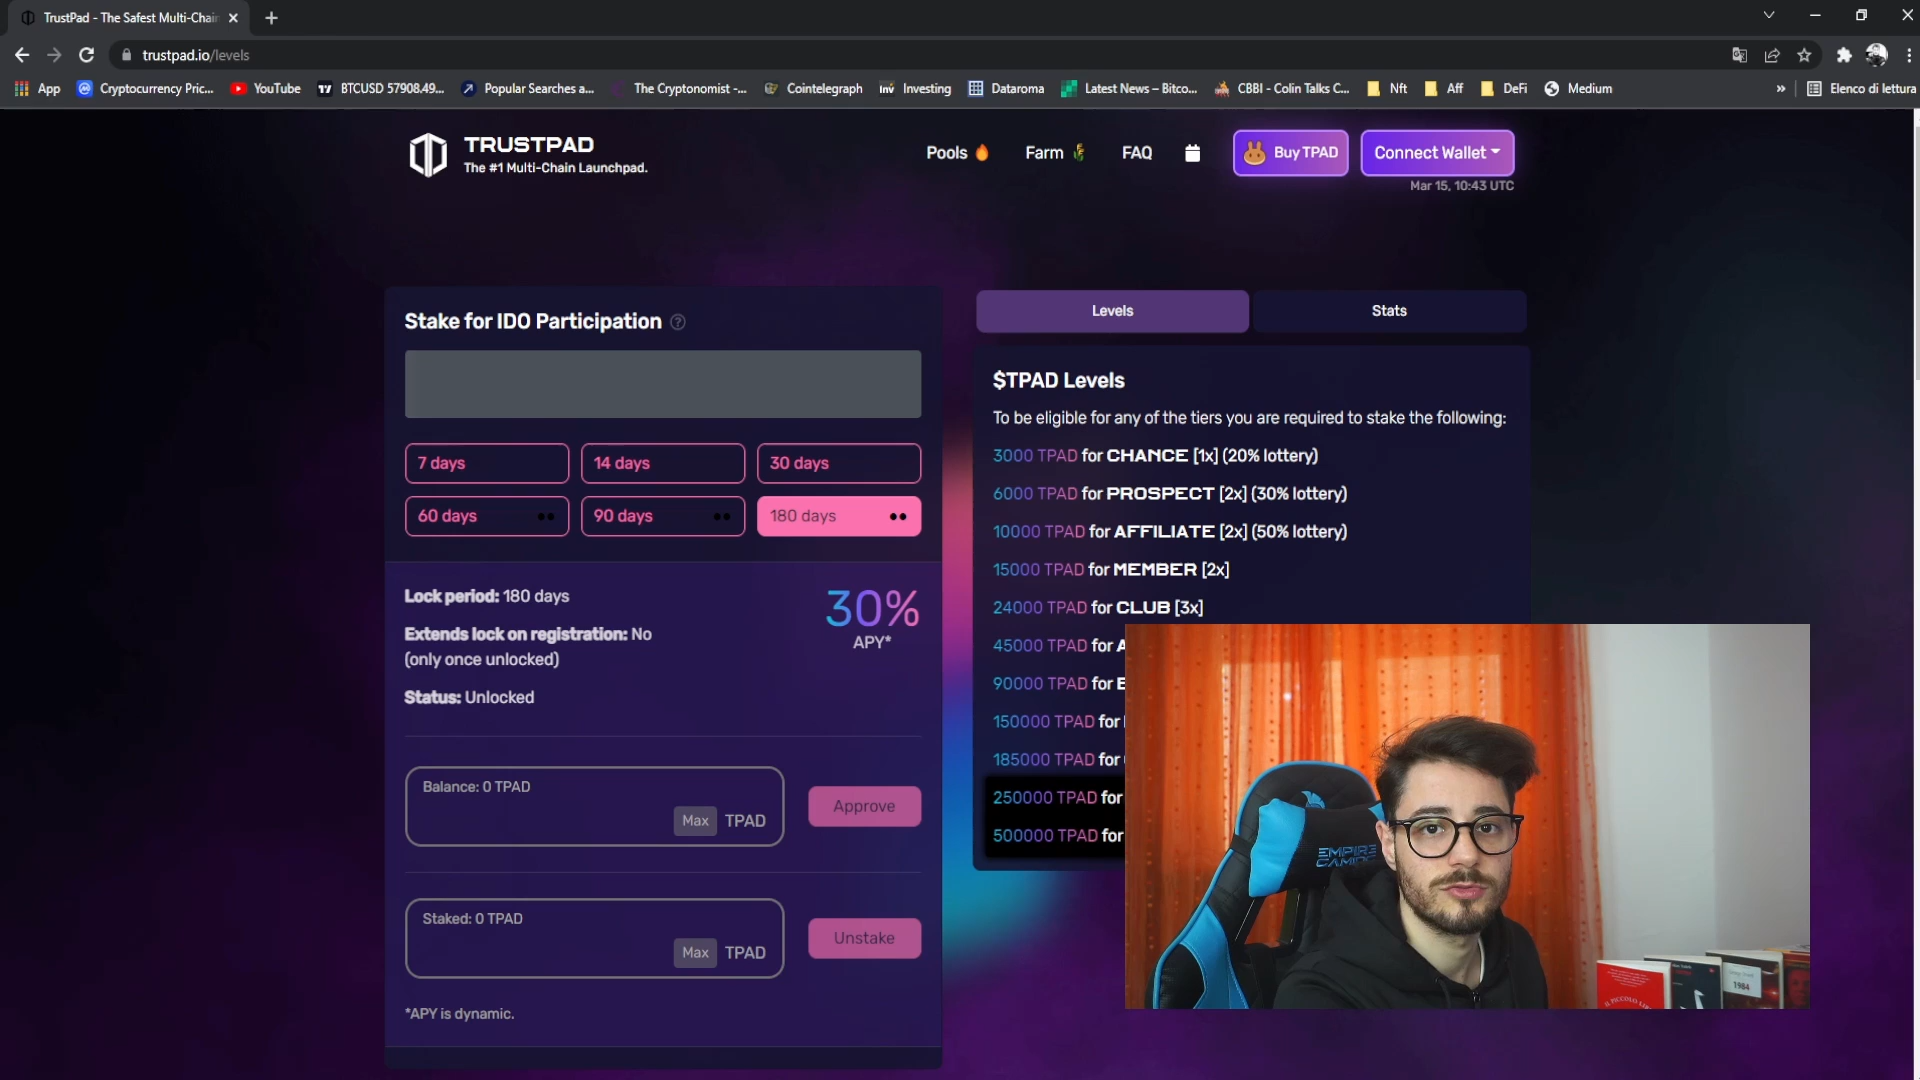 TrustPad - The Safest Multi-Chain
trustpad.io/levels
App
Cryptocurrency Pric...
YouTube
BTCUSD 57908.49...
Popular Searches a...
The Cryptonomist -...
Cointelegraph
Inv Investing
Dataroma
Latest News – Bitco...
CBBI - Colin Talks C...
Nft
Aff
DeFi
Medium
»
Elenco di lettura
TRUSTPAD
The #1 Multi-Chain Launchpad.
Pools
Farm
FAQ
Buy TPAD
Connect Wallet
Mar 15, 10:43 UTC
Stake for IDO Participation
7 days
14 days
30 days
60 days
90 days
180 days
Lock period: 180 days
Extends lock on registration: No
(only once unlocked)
Status: Unlocked
30%
APY*
Balance: 0 TPAD
Max TPAD
Approve
Staked: 0 TPAD
Max TPAD
Unstake
*APY is dynamic.
Levels
Stats
$TPAD Levels
To be eligible for any of the tiers you are required to stake the following:
3000 TPAD for CHANCE [1x] (20% lottery)
6000 TPAD for PROSPECT [2x] (30% lottery)
10000 TPAD for AFFILIATE [2x] (50% lottery)
15000 TPAD for MEMBER [2x]
24000 TPAD for CLUB [3x]
45000 TPAD for A
90000 TPAD for E
150000 TPAD for
185000 TPAD for
250000 TPAD for
500000 TPAD for
EMPIRE
GAMING
IL PICCOLO
1984